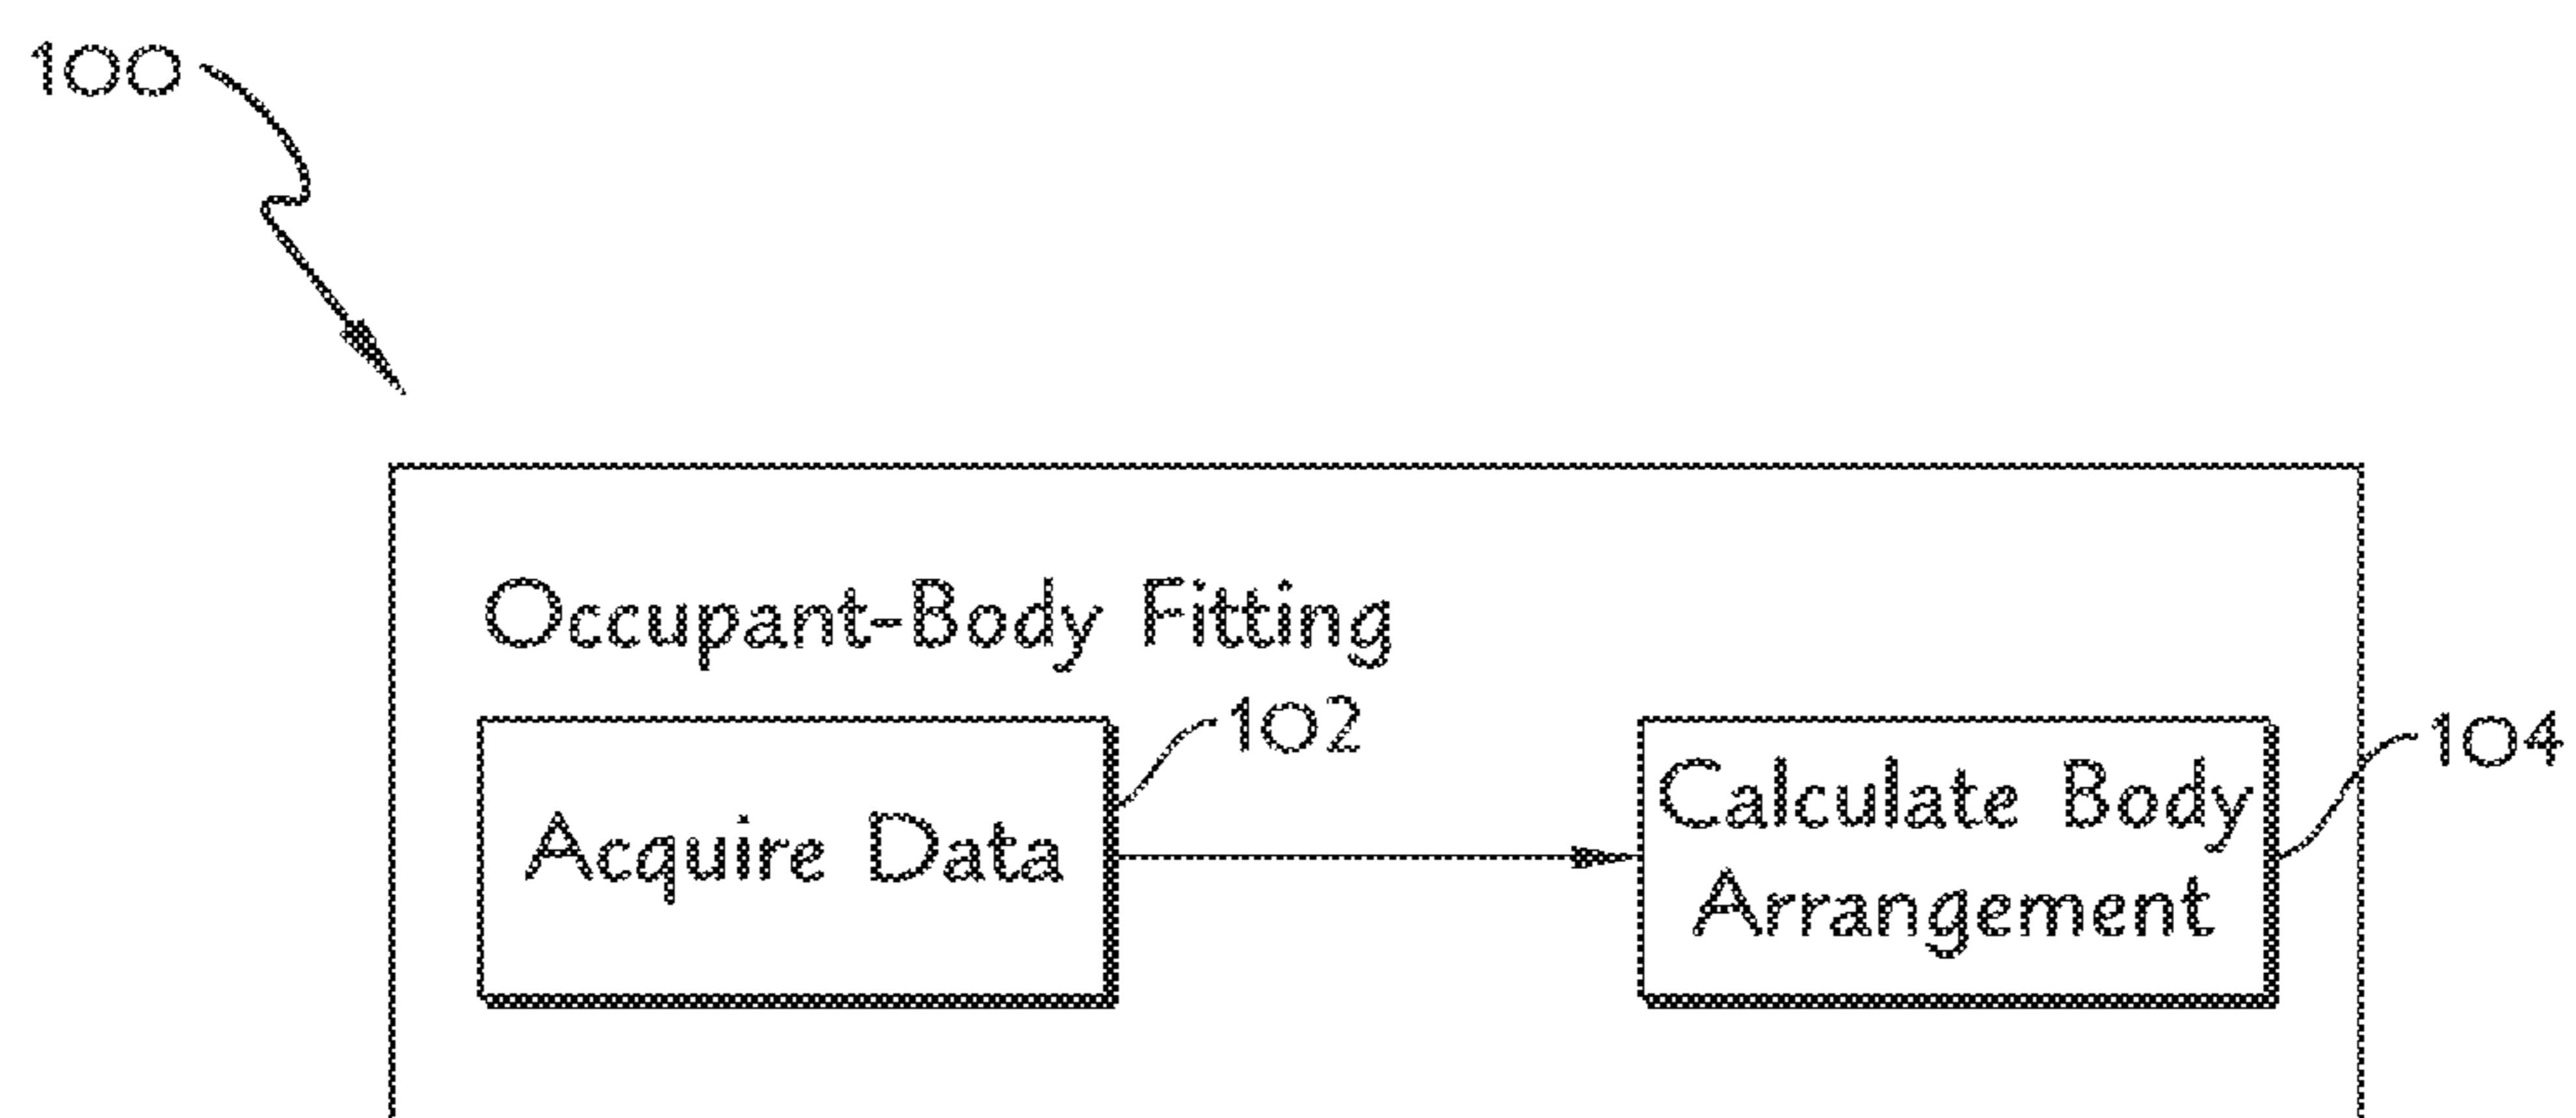 100
Occupant-Body Fitting
102
104
Acquire Data
Calculate Body
Arrangement